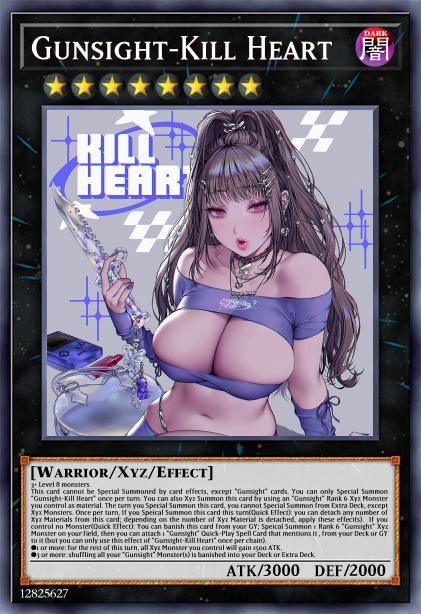 GUNSIGHT-KILL HEART
DARK
闇
KILL
HEART
[WARRIOR/XYZ/EFFECT]
3+ Level 8 monsters
This card cannot be Special Summoned by card effects, except "Gunsight" cards. You can only Special Summon
"Gunsight-Kill Heart" once per turn. You can also Xyz Summon this card by using an "Gunsight" Rank 6 Xyz Monster
you control as material. The turn you Special Summon this card, you cannot Special Summon from Extra Deck, except
Xyz Monsters. Once per turn, If you Special Summon this card this turn(Quick Effect): you can detach any number of
Xyz Materials from this card; depending on the number of Xyz Material is detached, apply these effect(s). If you
control no Monster(Quick Effect): You can banish this card from your GY; Speical Summon 1 Rank 6 "Gunsight" Xyz
Monster on your field, then you can attach 1 "Gunsight" Quick-Play Spell Card that mentions it , from your Deck or GY
to it (but you can only use this effect of "Gunsight-Kill Heart" once per chain).
●1 or more: for the rest of this turn, all Xyz Monster you control will gain 1500 ATK.
●3 or more: shuffling all your "Gunsight" Monster(s) is banished into your Deck or Extra Deck.
ATK/3000 DEF/2000
12825627